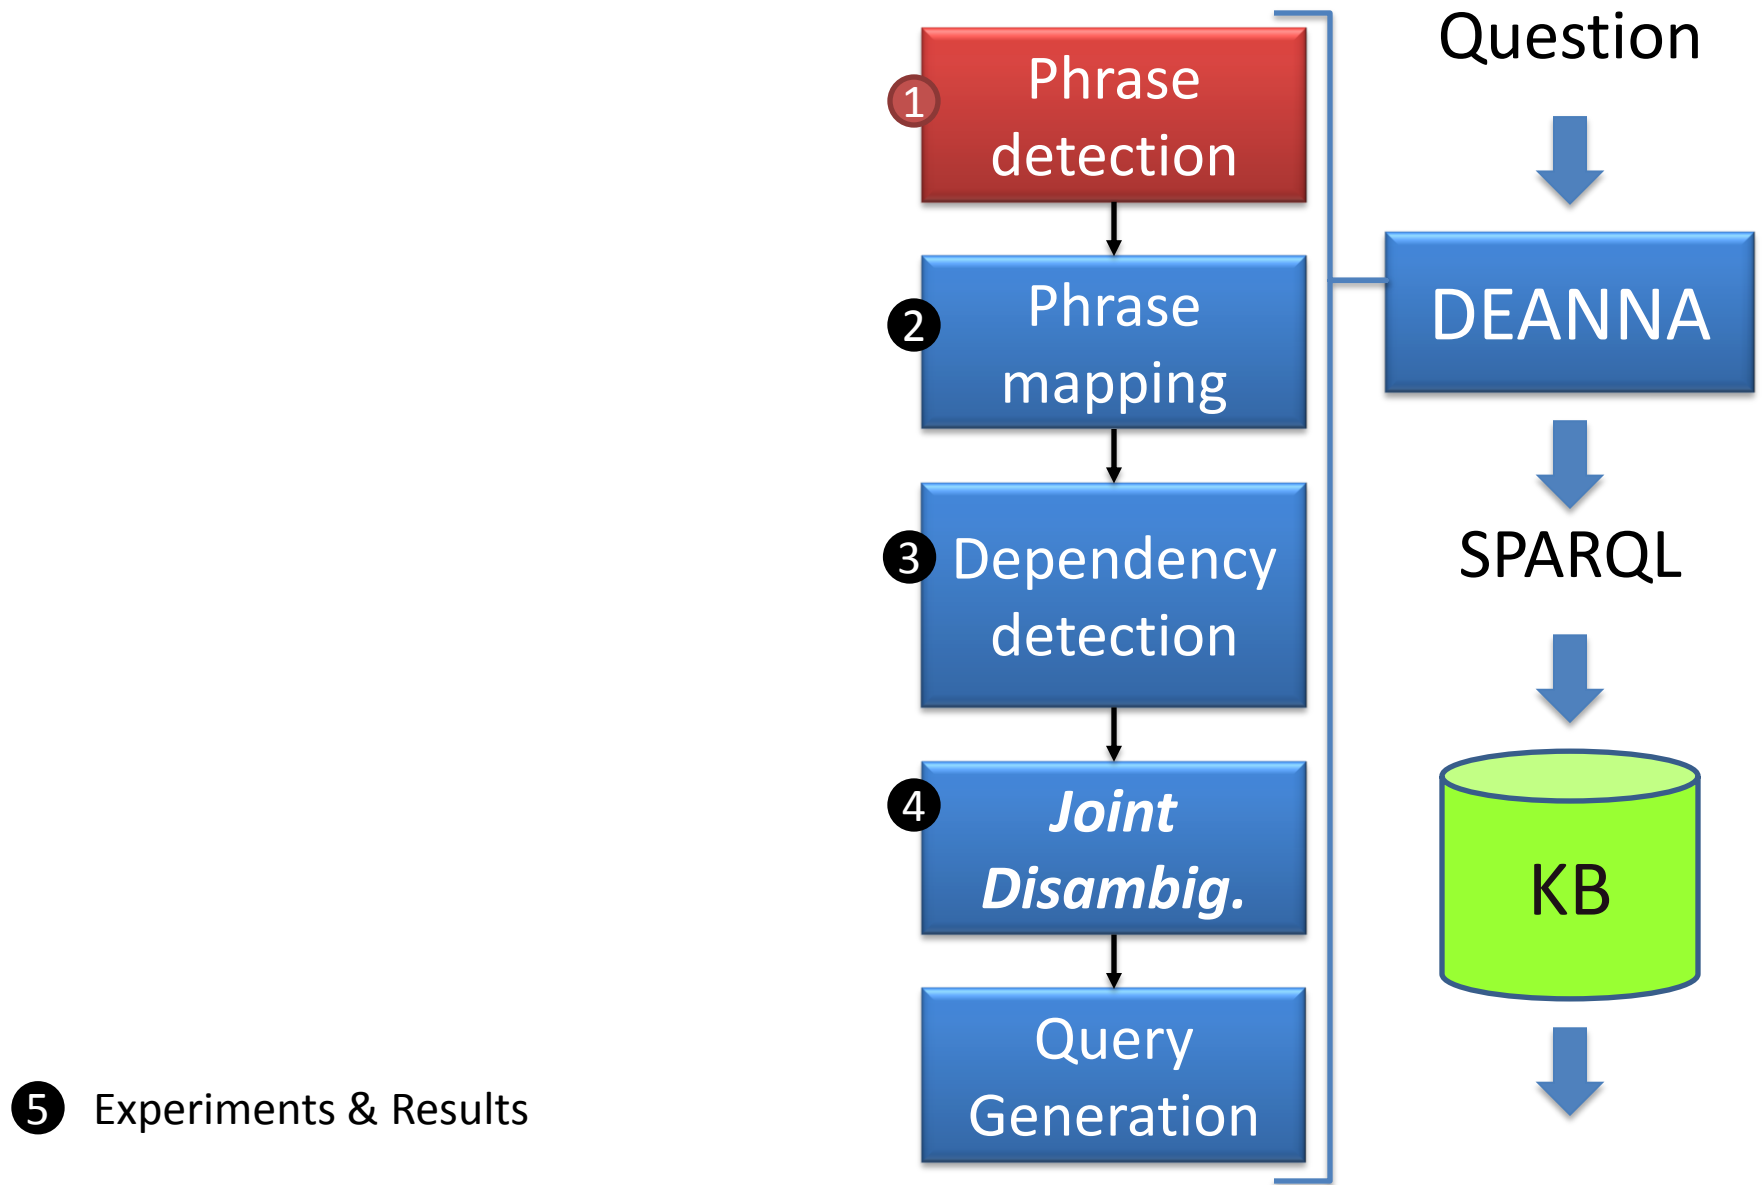 1
Phrase
detection
2
Phrase
mapping
3
Dependency
detection
4
Joint
Disambig.
Query
Generation
5 Experiments & Results
Question
DEANNA
SPARQL
KB